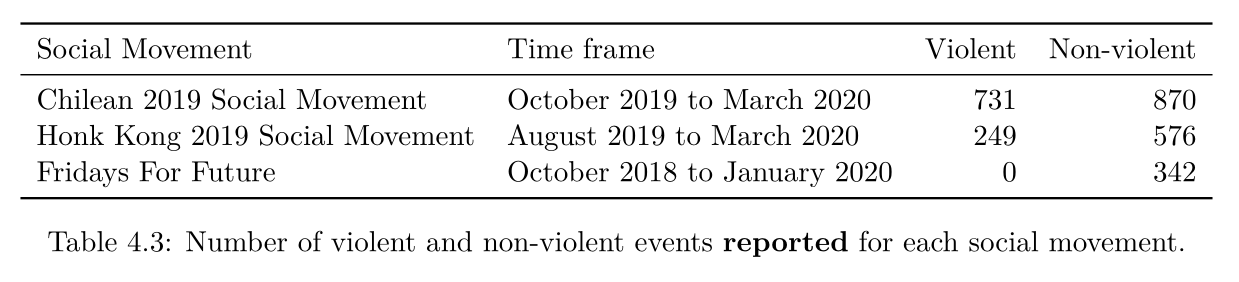 Social Movement Time frame Violent Non-violent
Chilean 2019 Social Movement October 2019 to March 2020 731 870
Honk Kong 2019 Social Movement August 2019 to March 2020 249 576
Fridays For Future October 2018 to January 2020 0 342
Table 4.3: Number of violent and non-violent events reported for each social movement.